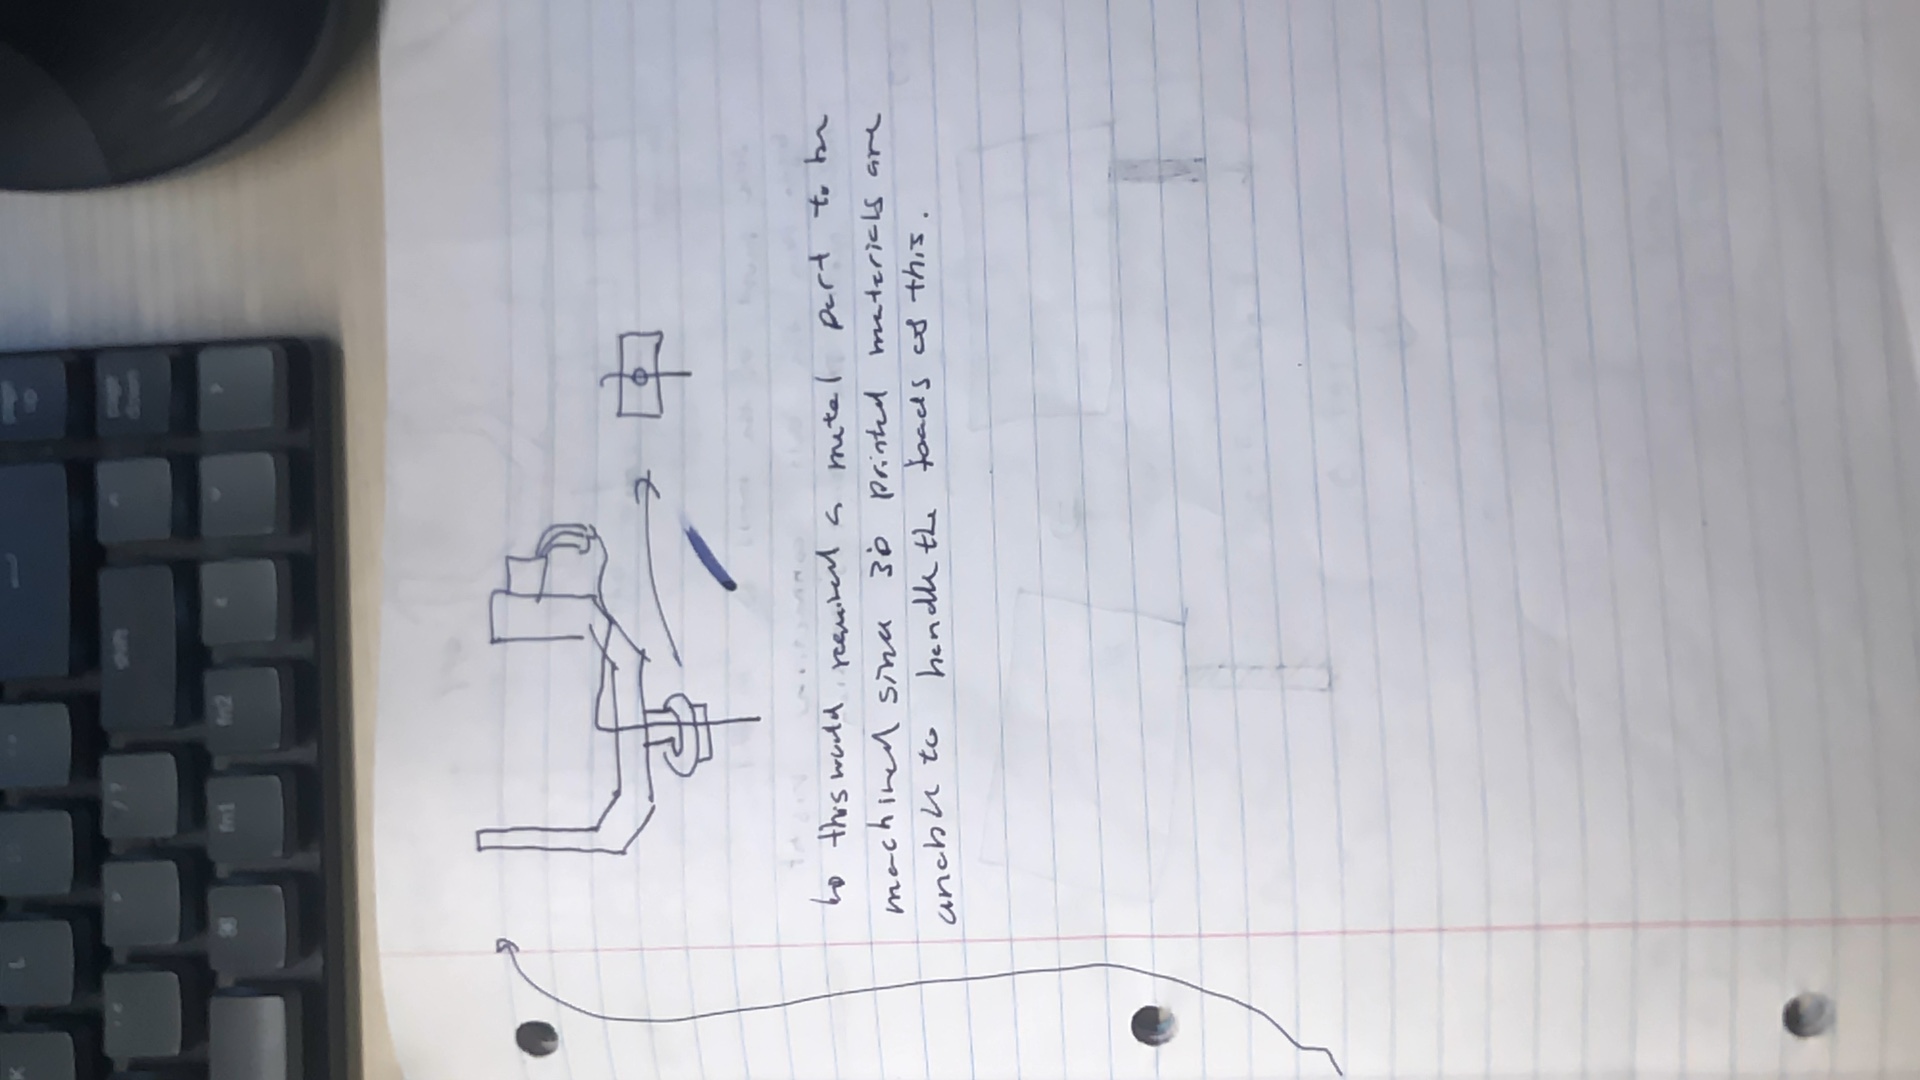 K
L
page
up
/ ?
shift
^
page
down
⌘
fn1
fn2
<
>
↳ this would required a metal part to be
machined since 3D printed materials are
unable to handle the loads of this.